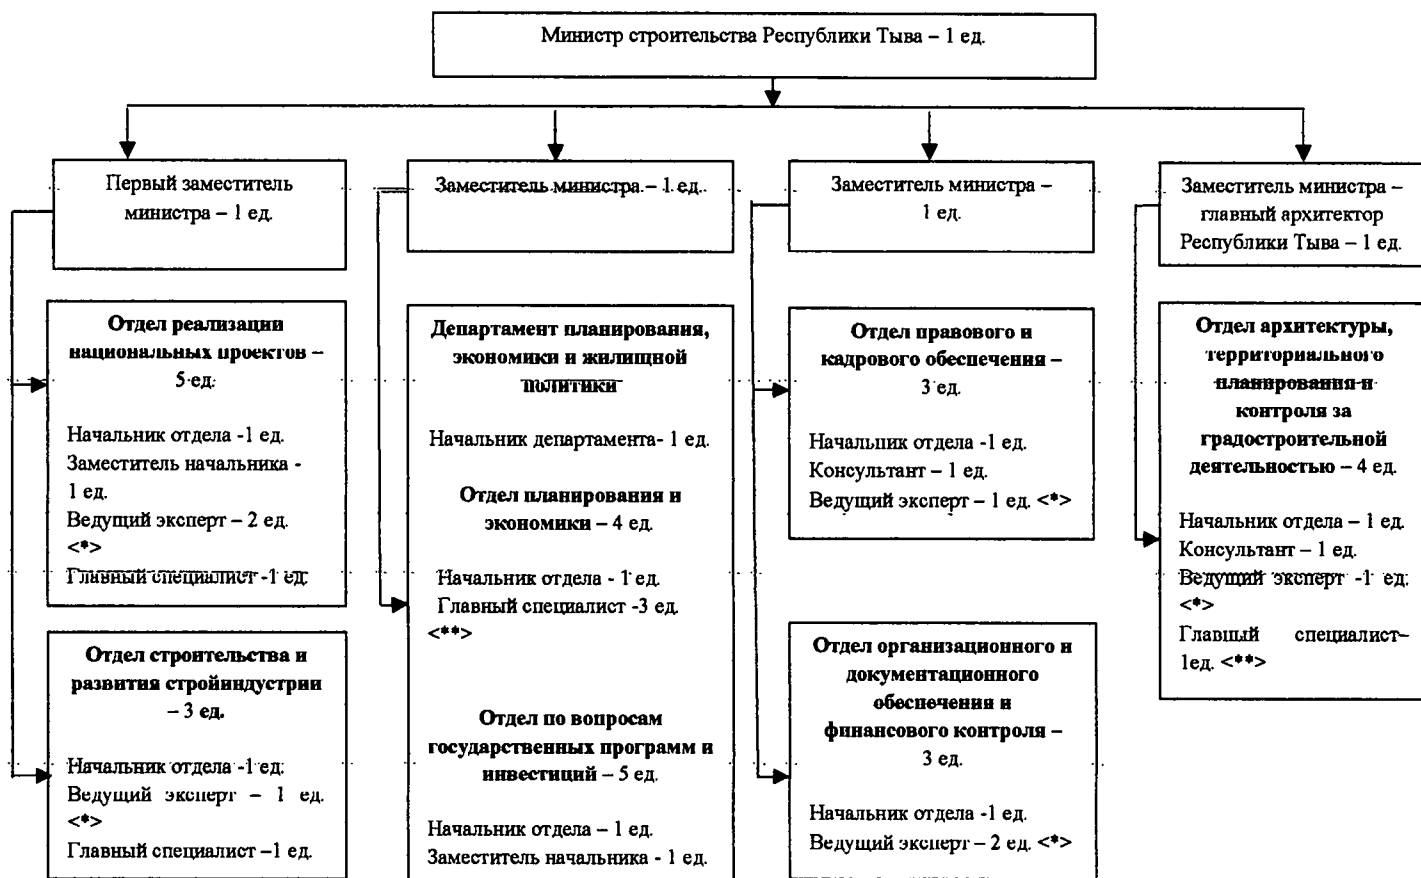 Министр строительства Республики Тыва – 1 ед.
Первый заместитель
министра – 1 ед.
Заместитель министра – 1 ед.
Заместитель министра –
1 ед.
Заместитель министра –
главный архитектор
Республики Тыва – 1 ед.
Отдел реализации
национальных проектов –
5 ед.
Начальник отдела -1 ед.
Заместитель начальника -
1 ед.
Ведущий эксперт – 2 ед.
<*>
Главный специалист -1 ед.
Отдел строительства и
развития стройиндустрии
– 3 ед.
Начальник отдела -1 ед.
Ведущий эксперт – 1 ед.
<*>
Главный специалист –1 ед.
Департамент планирования,
экономики и жилищной
политики
Начальник департамента- 1 ед.
Отдел планирования и
экономики – 4 ед.
Начальник отдела - 1 ед.
Главный специалист -3 ед.
<**>
Отдел по вопросам
государственных программ и
инвестиций – 5 ед.
Начальник отдела – 1 ед.
Заместитель начальника - 1 ед.
Отдел правового и
кадрового обеспечения –
3 ед.
Начальник отдела -1 ед.
Консультант – 1 ед.
Ведущий эксперт – 1 ед. <*>
Отдел организационного и
документационного
обеспечения и
финансового контроля –
3 ед.
Начальник отдела -1 ед.
Ведущий эксперт – 2 ед. <*>
Отдел архитектуры,
территориального
планирования и
контроля за
градостроительной
деятельностью – 4 ед.
Начальник отдела – 1 ед.
Консультант – 1 ед.
Ведущий эксперт -1 ед.
<*>
Главный специалист–
1ед. <**>